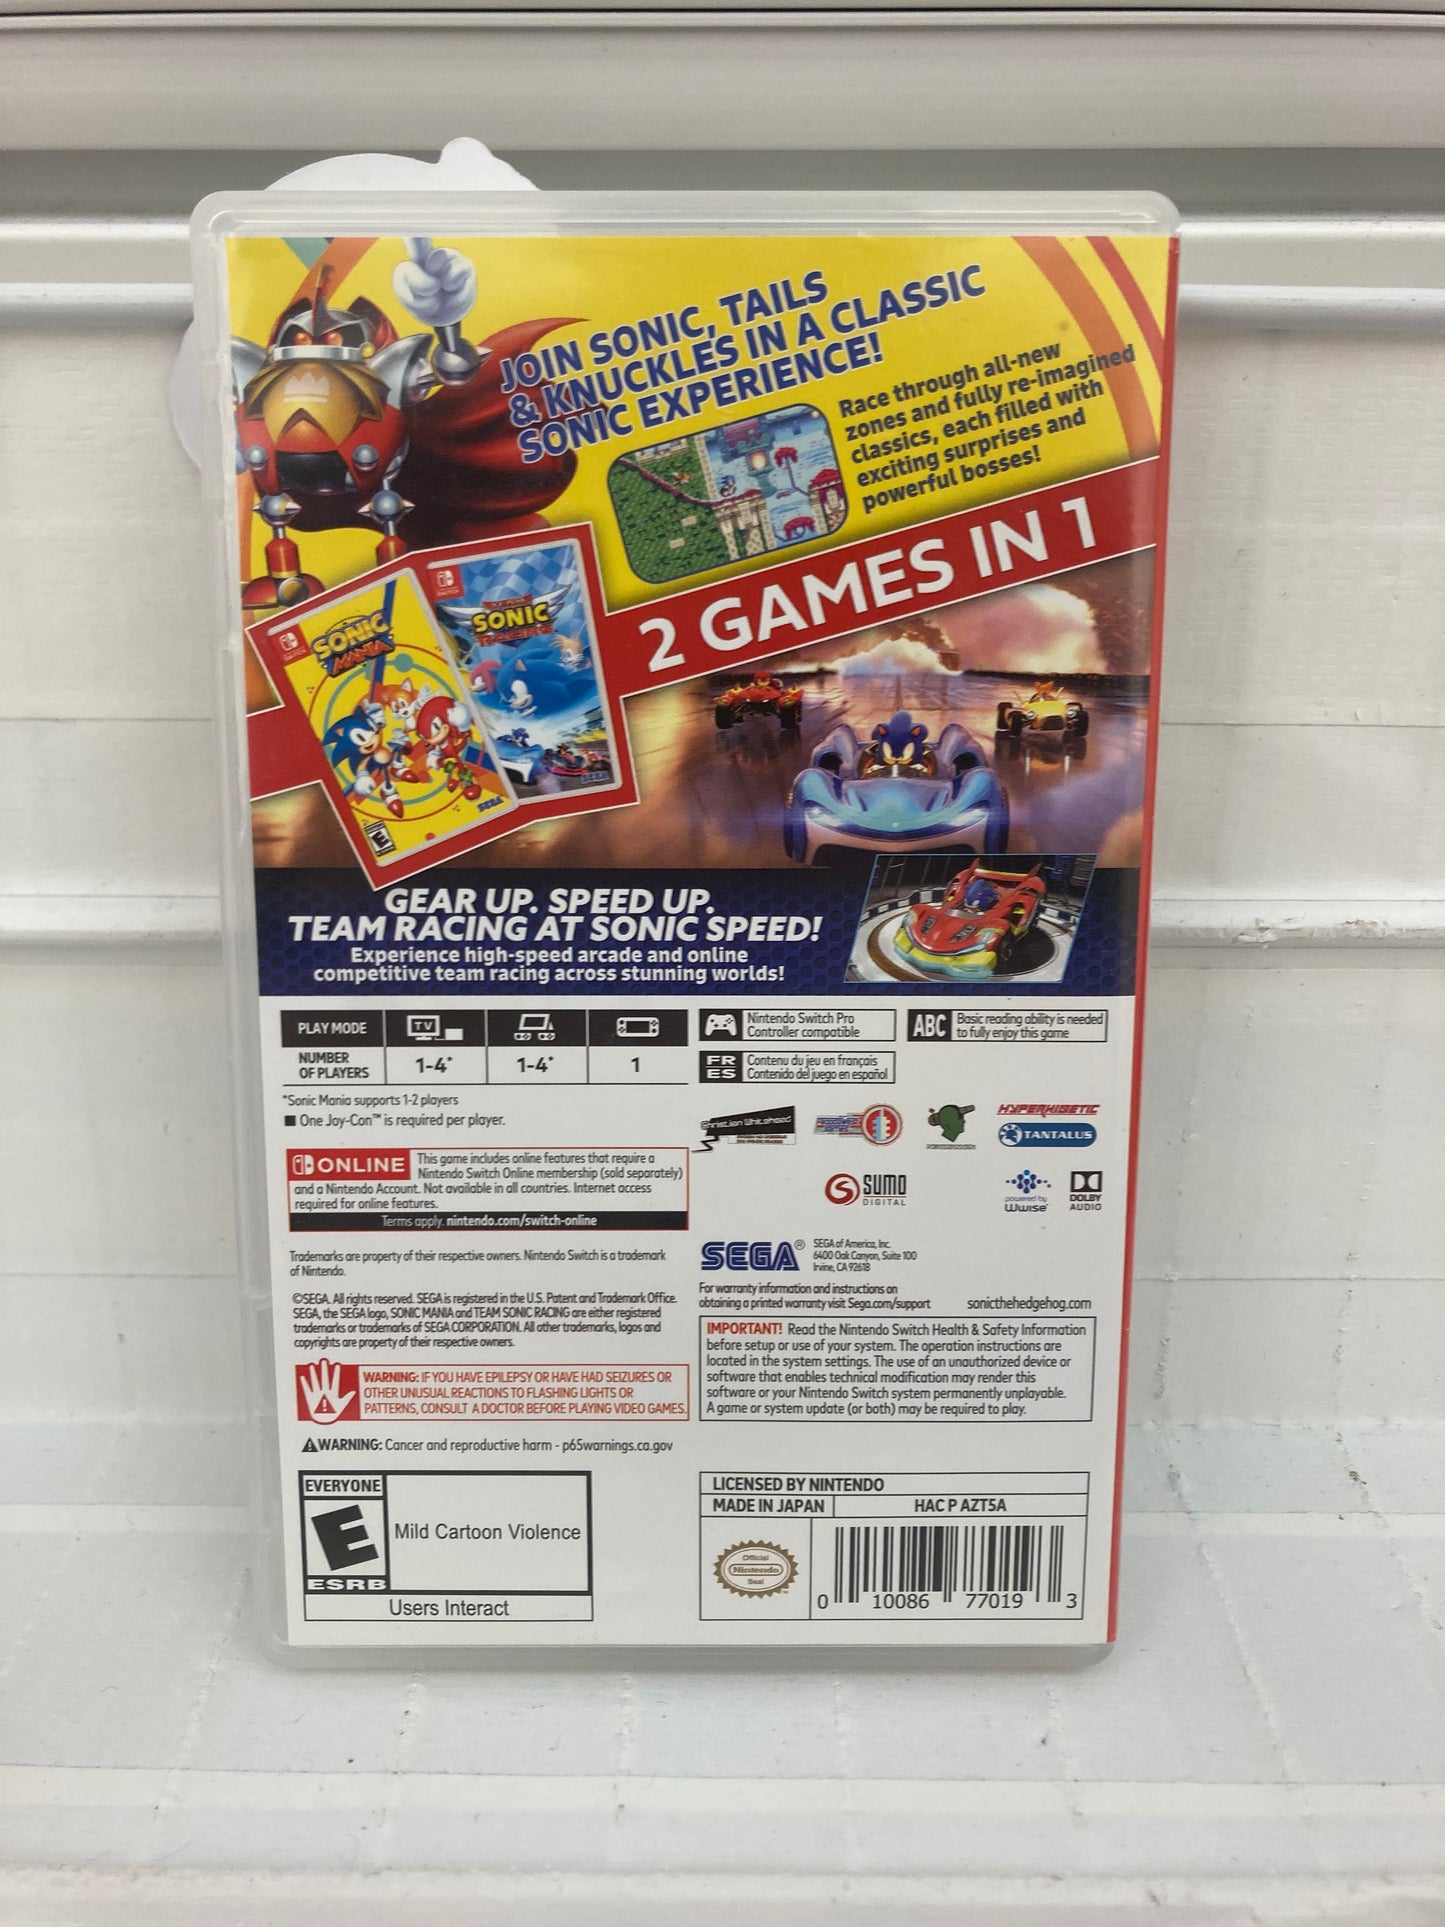 JOIN SONIC, TAILS
& KNUCKLES IN A CLASSIC
SONIC EXPERIENCE!
Race through all-new
zones and fully re-imagined
classics, each filled with
exciting surprises and
powerful bosses!
2 GAMES IN 1
SONIC
MANIA
SEGA
E
TEAM
SONIC
RACING
SEGA
GEAR UP. SPEED UP.
TEAM RACING AT SONIC SPEED!
Experience high-speed arcade and online
competitive team racing across stunning worlds!
PLAY MODE
TV
NUMBER
OF PLAYERS
1-4*
1-4*
1
*Sonic Mania supports 1-2 players
■ One Joy-Con™ is required per player.
Nintendo Switch Pro
Controller compatible
ABC
Basic reading ability is needed
to fully enjoy this game
FR
ES
Contenu du jeu en français
Contenido del juego en español
Christian Whitehead
HYPERKINETIC
TANTALUS
SUMO
DIGITAL
powered by
Wwise
DOLBY
AUDIO
ONLINE
This game includes online features that require a
Nintendo Switch Online membership (sold separately)
and a Nintendo Account. Not available in all countries. Internet access
required for online features.
Terms apply. nintendo.com/switch-online
Trademarks are property of their respective owners. Nintendo Switch is a trademark
of Nintendo.
©SEGA. All rights reserved. SEGA is registered in the U.S. Patent and Trademark Office.
SEGA, the SEGA logo, SONIC MANIA and TEAM SONIC RACING are either registered
trademarks or trademarks of SEGA CORPORATION. All other trademarks, logos and
copyrights are property of their respective owners.
SEGA®
SEGA of America, Inc.
6400 Oak Canyon, Suite 100
Irvine, CA 92618
For warranty information and instructions on
obtaining a printed warranty visit Sega.com/support
sonicthehedgehog.com
WARNING: IF YOU HAVE EPILEPSY OR HAVE HAD SEIZURES OR
OTHER UNUSUAL REACTIONS TO FLASHING LIGHTS OR
PATTERNS, CONSULT A DOCTOR BEFORE PLAYING VIDEO GAMES.
IMPORTANT! Read the Nintendo Switch Health & Safety Information
before setup or use of your system. The operation instructions are
located in the system settings. The use of an unauthorized device or
software that enables technical modification may render this
software or your Nintendo Switch system permanently unplayable.
A game or system update (or both) may be required to play.
WARNING: Cancer and reproductive harm - p65warnings.ca.gov
EVERYONE
E
ESRB
Mild Cartoon Violence
Users Interact
LICENSED BY NINTENDO
MADE IN JAPAN
HAC P AZT5A
Official
Nintendo
Seal
0 10086 77019 3